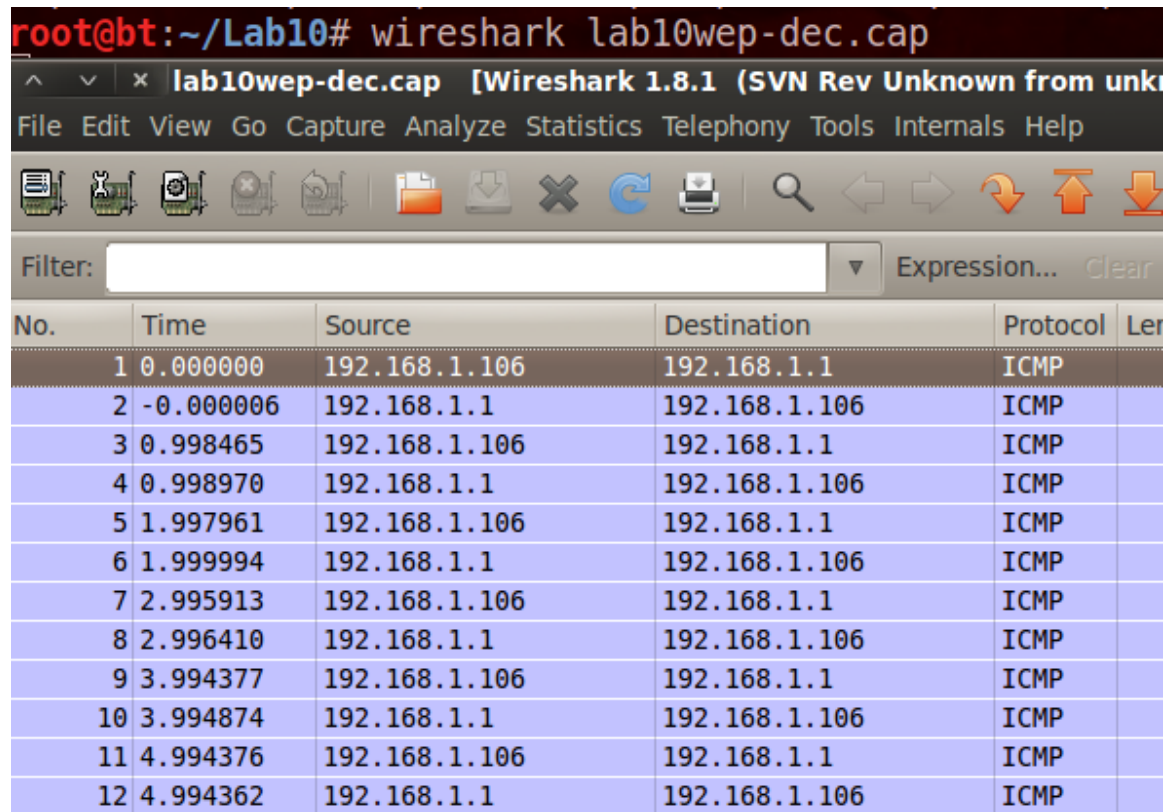 root@bt:~/Lab10# wireshark lab10wep-dec.cap
lab10wep-dec.cap [Wireshark 1.8.1 (SVN Rev Unknown from
File Edit View Go Capture Analyze Statistics Telephony Tools Internals Help
Filter: Expression... Clear
No. Time Source Destination Protocol
1 0.000000 192.168.1.106 192.168.1.1 ICMP
2 -0.000006 192.168.1.1 192.168.1.106 ICMP
3 0.998465 192.168.1.106 192.168.1.1 ICMP
4 0.998970 192.168.1.1 192.168.1.106 ICMP
5 1.997961 192.168.1.106 192.168.1.1 ICMP
6 1.999994 192.168.1.1 192.168.1.106 ICMP
7 2.995913 192.168.1.106 192.168.1.1 ICMP
8 2.996410 192.168.1.1 192.168.1.106 ICMP
9 3.994377 192.168.1.106 192.168.1.1 ICMP
10 3.994874 192.168.1.1 192.168.1.106 ICMP
11 4.994376 192.168.1.106 192.168.1.1 ICMP
12 4.994362 192.168.1.1 192.168.1.106 ICMP